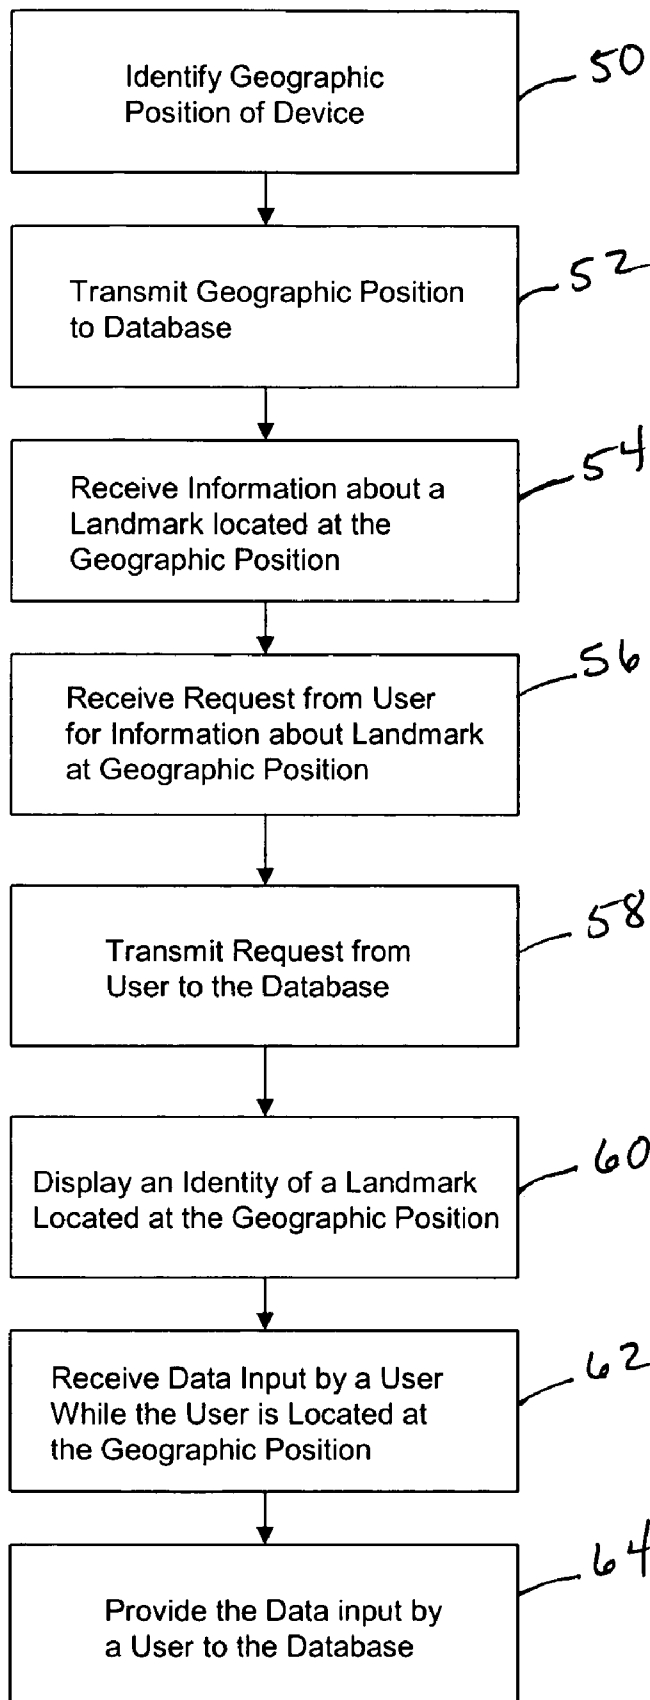 Identify Geographic
Position of Device
50
Transmit Geographic Position
to Database
52
Receive Information about a
Landmark located at the
Geographic Position
54
Receive Request from User
for Information about Landmark
at Geographic Position
56
Transmit Request from
User to the Database
58
Display an Identity of a Landmark
Located at the Geographic Position
60
Receive Data Input by a User
While the User is Located at
the Geographic Position
62
Provide the Data input by
a User to the Database
64